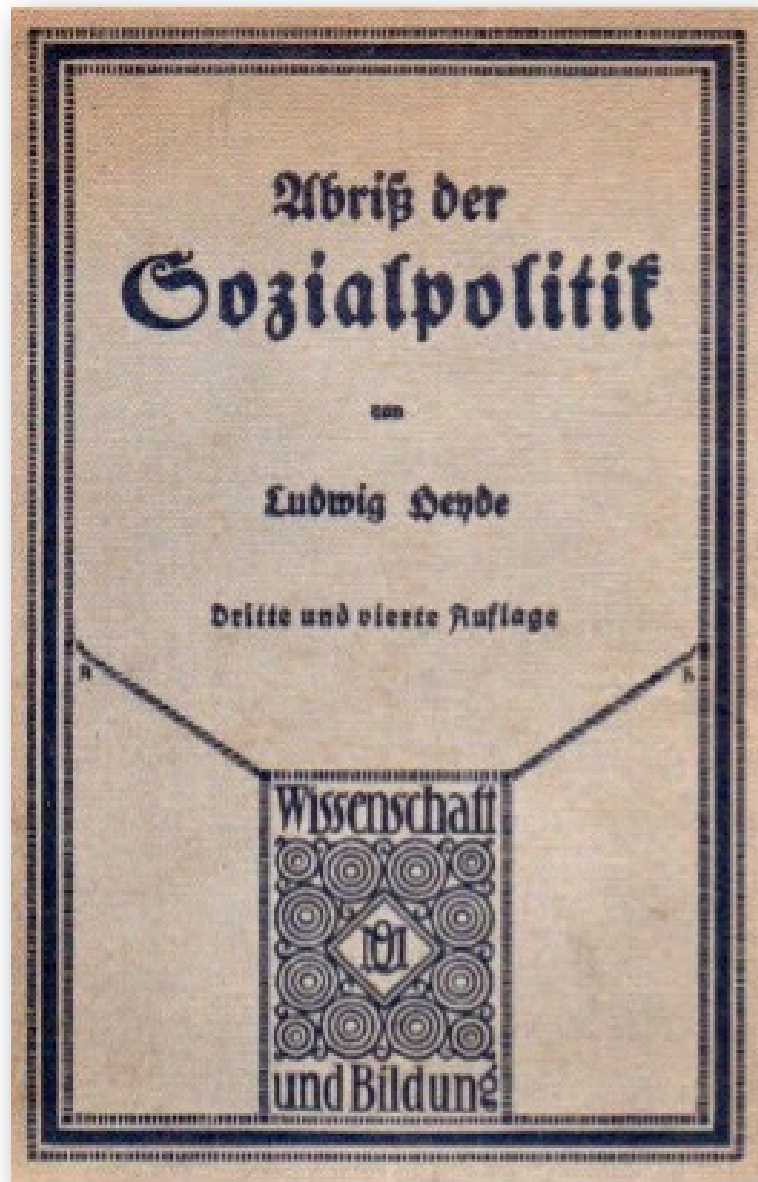 Abriß der
Sozialpolitik
von
Ludwig Heyde
Dritte und vierte Auflage
Wissenschaft
und Bildung